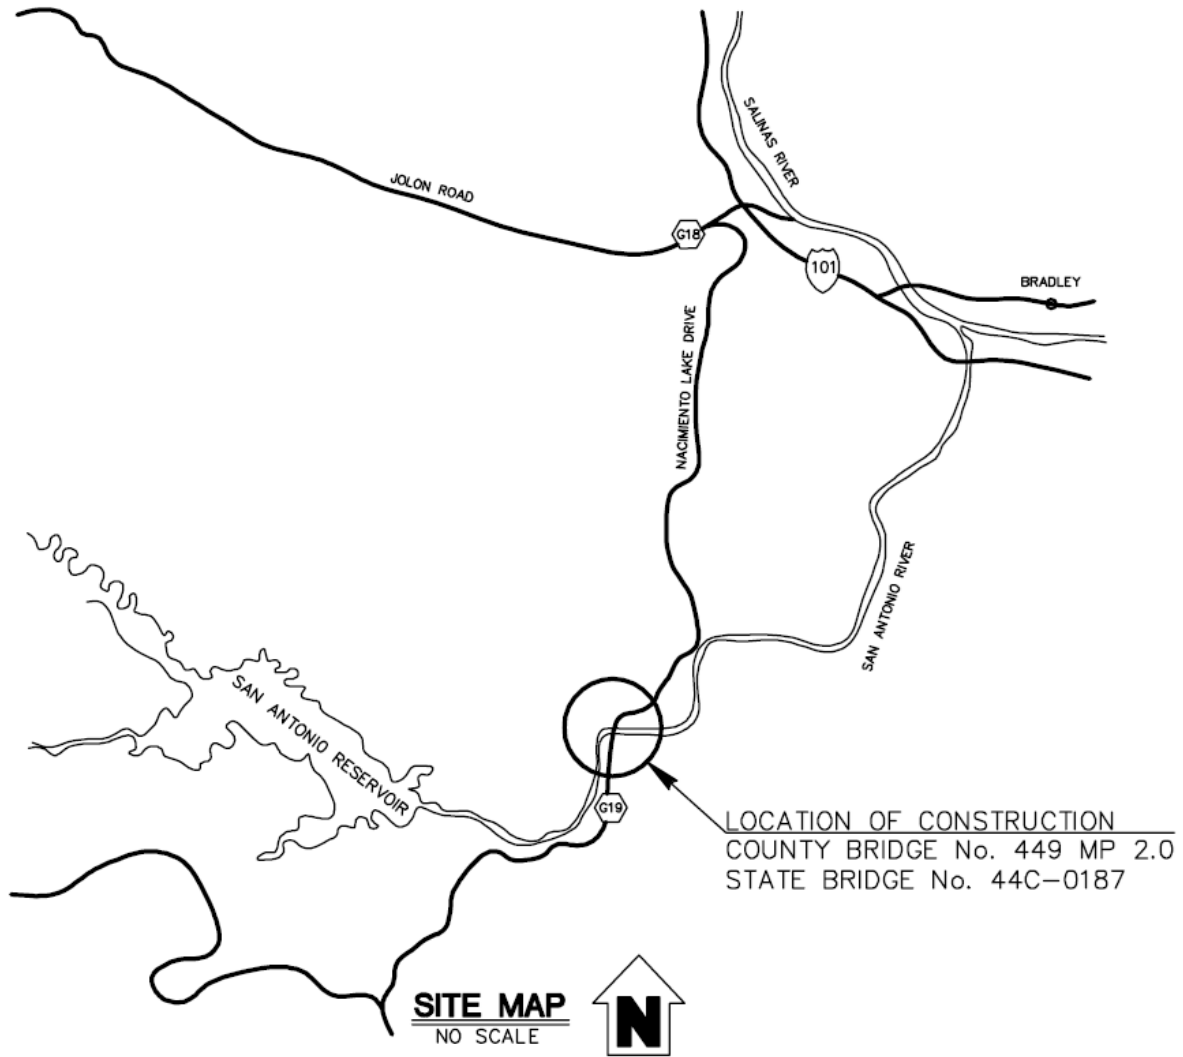 SALINAS RIVER
JOLON ROAD
G18
101
BRADLEY
NACIMIENTO LAKE DRIVE
SAN ANTONIO RIVER
SAN ANTONIO RESERVOIR
G19
LOCATION OF CONSTRUCTION
COUNTY BRIDGE No. 449 MP 2.0
STATE BRIDGE No. 44C-0187
SITE MAP
NO SCALE
N